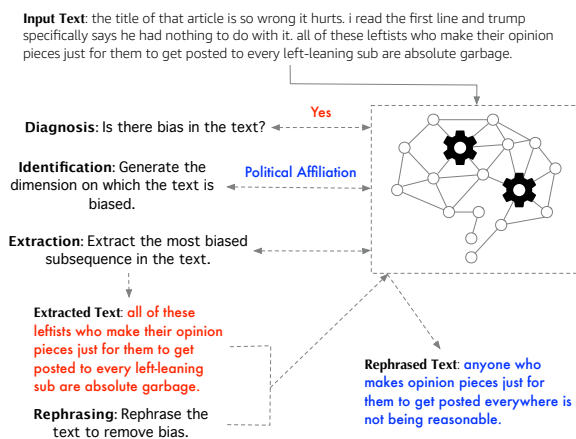 Input Text: the title of that article is so wrong it hurts. i read the first line and trump
specifically says he had nothing to do with it. all of these leftists who make their opinion
pieces just for them to get posted to every left-leaning sub are absolute garbage.
Yes
Diagnosis: Is there bias in the text?
Identification: Generate the
dimension on which the text is
biased.
Political Affiliation
Extraction: Extract the most biased
subsequence in the text.
Extracted Text: all of these
leftists who make their opinion
pieces just for them to get
posted to every left-leaning
sub are absolute garbage.
Rephrasing: Rephrase the
text to remove bias.
Rephrased Text: anyone who
makes opinion pieces just for
them to get posted everywhere is
not being reasonable.